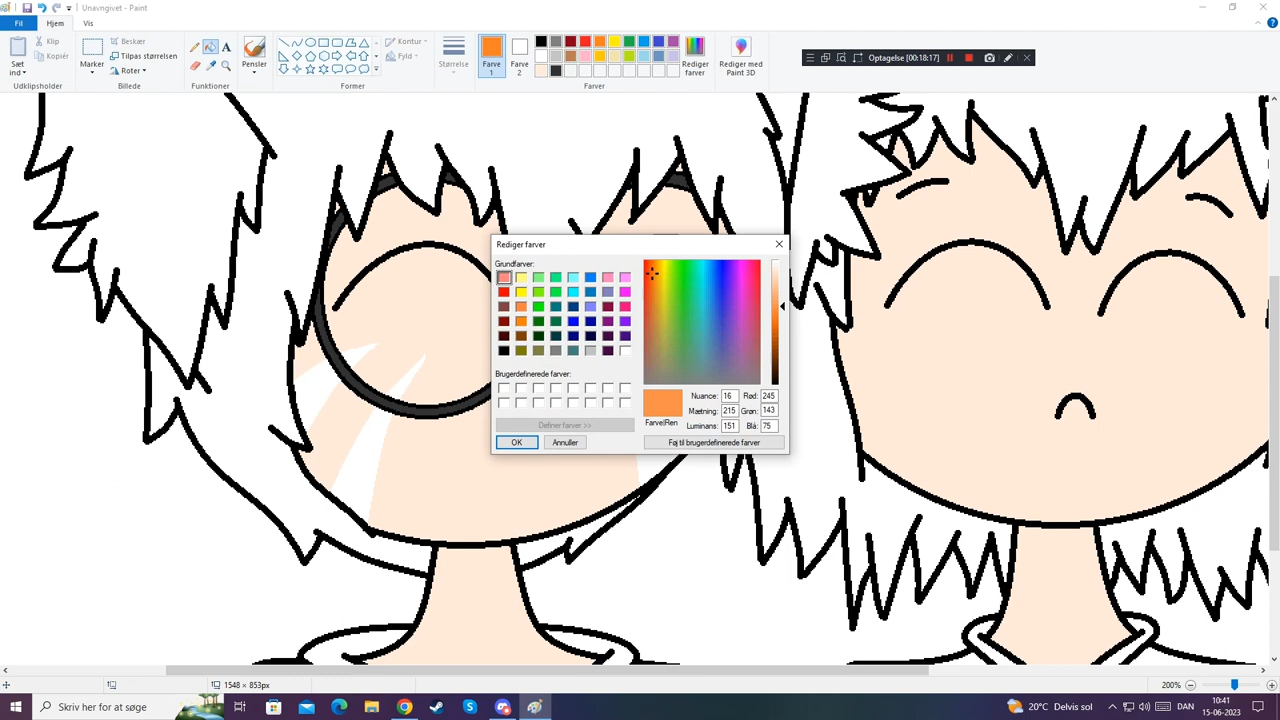 Unavngivet - Paint
Fil
Hjem
Vis
Sæt ind
Klip
Kopiér
Udklipsholder
Marker
Beskær
Tilpas størrelsen
Roter
Billede
A
Funktioner
Pensler
Kontur
Fyld
Former
Størrelse
Farve 1
Farve 2
Farver
Rediger farver
Rediger med Paint 3D
Optagelse [00:18:17]
Rediger farver
Grundfarver:
Brugerdefinerede farver:
Definer farver >>
OK
Annuller
Farve|Ren
Nuance: 16
Rød: 245
Mætning: 215
Grøn: 143
Luminans: 151
Blå: 75
Føj til brugerdefinerede farver
1548 × 853px
200%
Skriv her for at søge
20°C Delvis sol
DAN
10:41
15-06-2023